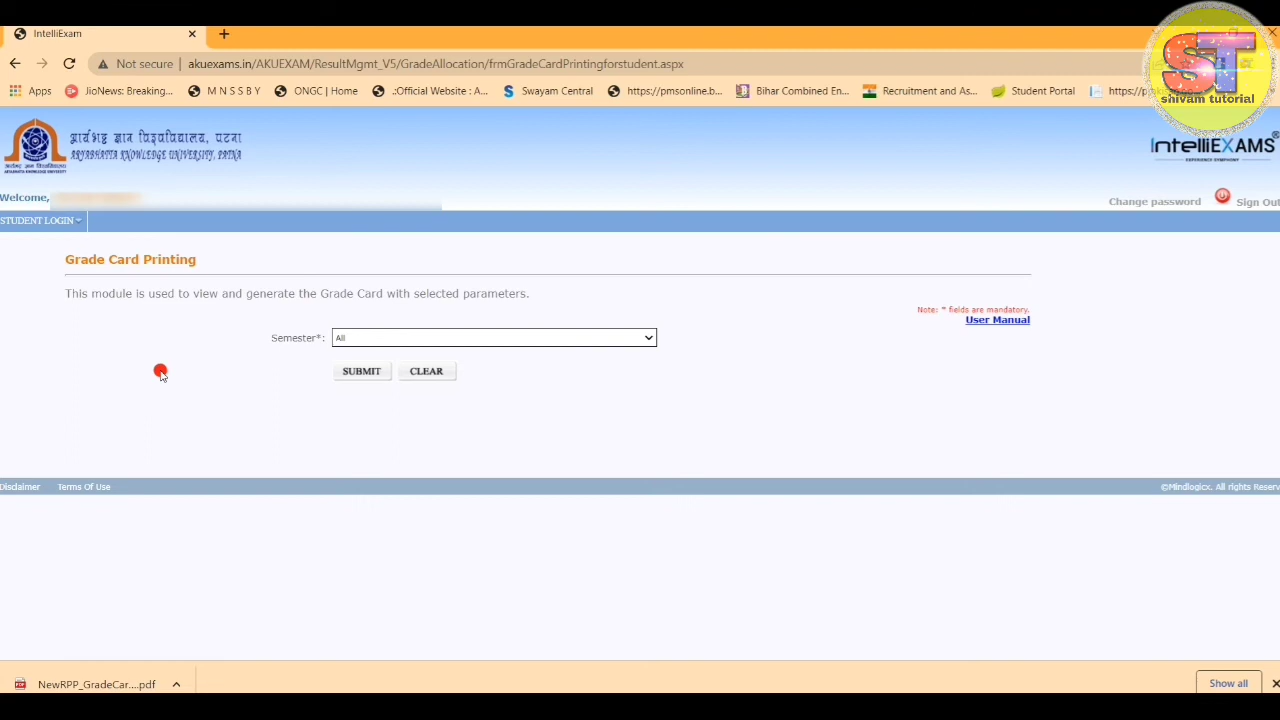 IntelliExam
Not secure akuexams.in/AKUEXAM/ResultMgmt_V5/GradeAllocation/frmGradeCardPrintingforstudent.aspx
Apps JioNews: Breaking... M N S S B Y ONGC | Home .::Official Website : A... Swayam Central https://pmsonline.b... Bihar Combined En... Recruitment and As... Student Portal
ST
shivam tutorial
आर्यभट्ट ज्ञान विश्वविद्यालय, पटना
ARYABHATTA KNOWLEDGE UNIVERSITY, PATNA
IntelliEXAMS®
EXPERIENCE SYMPHONY
Welcome,
Change password Sign Out
STUDENT LOGIN
Grade Card Printing
This module is used to view and generate the Grade Card with selected parameters.
Note: * fields are mandatory.
User Manual
Semester*: All
SUBMIT CLEAR
Disclaimer Terms Of Use ©Mindlogicx. All rights Reserv
NewRPP_GradeCar....pdf Show all